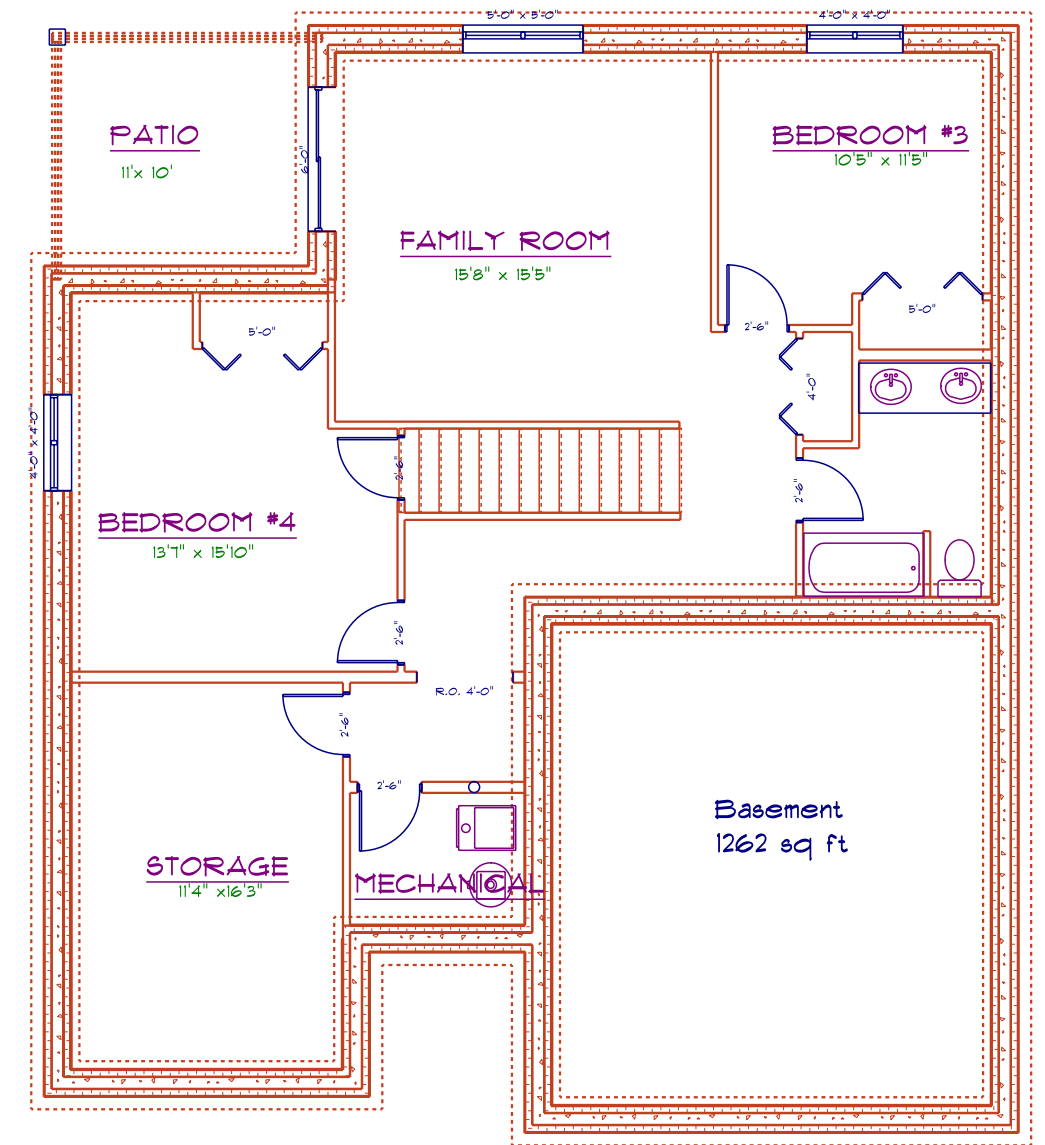 5'-0" x 5'-0"
4'-0" x 4'-0"
PATIO
11'x 10'
6'-0"
BEDROOM #3
10'5" x 11'5"
FAMILY ROOM
15'8" x 15'5"
5'-0"
5'-0"
2'-6"
4'-0"
4'-0" x 4'-0"
2'-6"
2'-6"
BEDROOM #4
13'7" x 15'10"
2'-6"
R.O. 4'-0"
2'-6"
2'-6"
Basement
1262 sq ft
STORAGE
11'4" x16'3"
MECHANICAL